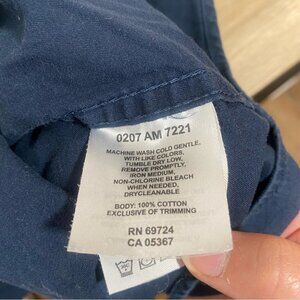 0207 AM 7221
MACHINE WASH COLD GENTLE,
WITH LIKE COLORS,
TUMBLE DRY LOW,
REMOVE PROMPTLY,
IRON MEDIUM,
NON-CHLORINE BLEACH
WHEN NEEDED,
DRYCLEANABLE
BODY: 100% COTTON
EXCLUSIVE OF TRIMMING
RN 69724
CA 05367